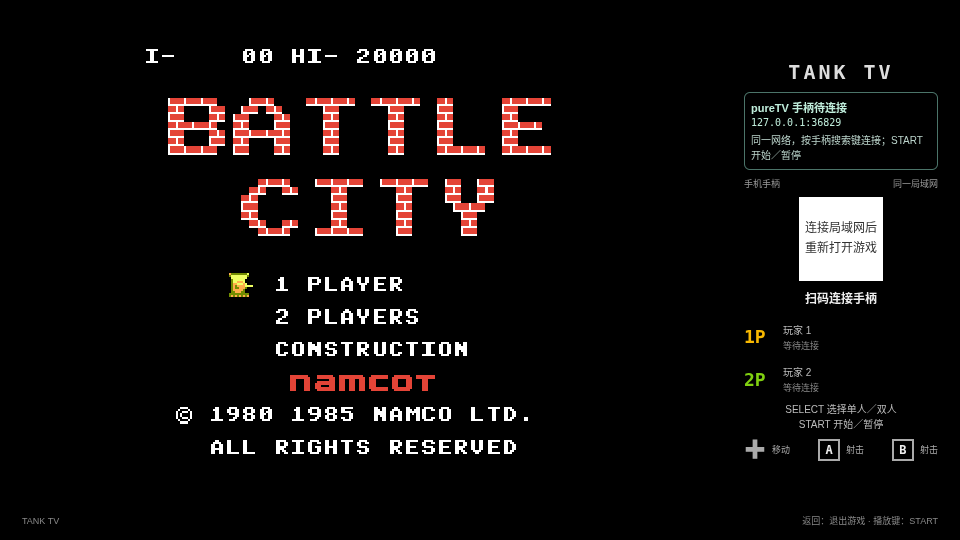 I- 00 HI- 20000
BATTLE
CITY
1 PLAYER
2 PLAYERS
CONSTRUCTION
namcot
© 1980 1985 NAMCO LTD.
ALL RIGHTS RESERVED
TANK TV
pureTV 手柄待连接
127.0.0.1:36829
同一网络，按手柄搜索键连接；START
开始／暂停
手机手柄 同一局域网
连接局域网后
重新打开游戏
扫码连接手柄
1P 玩家 1
等待连接
2P 玩家 2
等待连接
SELECT 选择单人／双人
START 开始／暂停
移动 A 射击 B 射击
TANK TV
返回：退出游戏 · 播放键：START